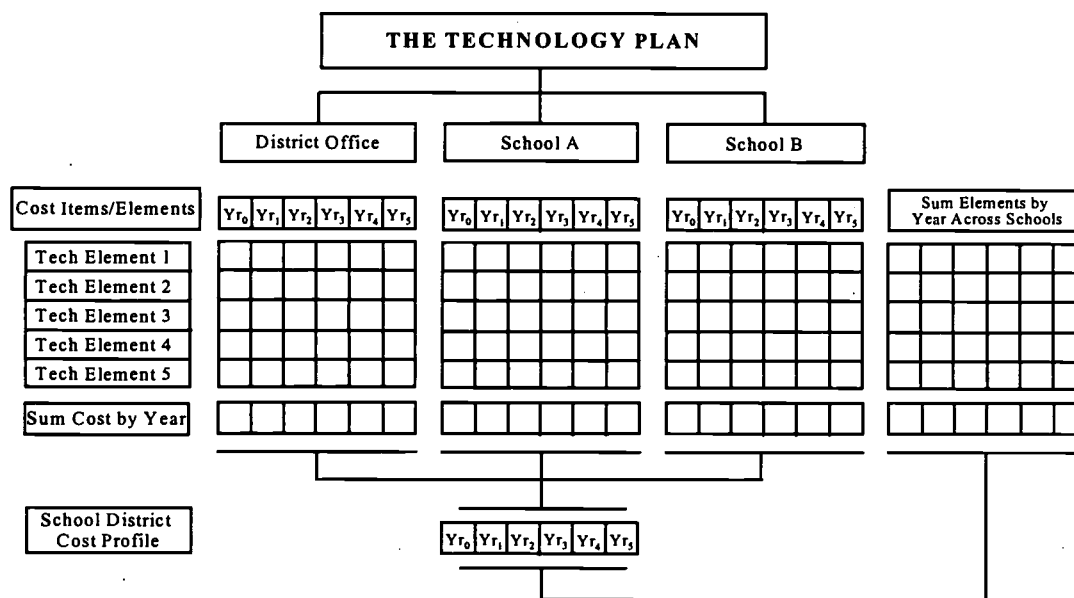 THE TECHNOLOGY PLAN
District Office School A School B
Cost Items/Elements Yr0 Yr1 Yr2 Yr3 Yr4 Yr5 Yr0 Yr1 Yr2 Yr3 Yr4 Yr5 Yr0 Yr1 Yr2 Yr3 Yr4 Yr5 Sum Elements by
Year Across Schools
Tech Element 1
Tech Element 2
Tech Element 3
Tech Element 4
Tech Element 5
Sum Cost by Year
School District
Cost Profile
Yr0 Yr1 Yr2 Yr3 Yr4 Yr5